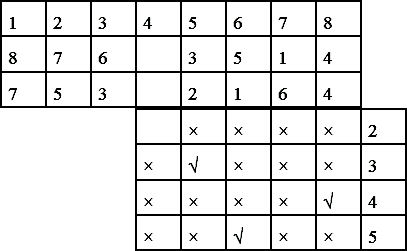 1 2 3 4 5 6 7 8
8 7 6 3 5 1 4
7 5 3 2 1 6 4
× × × × 2
× √ × × × 3
× × × × √ 4
× × √ × × 5